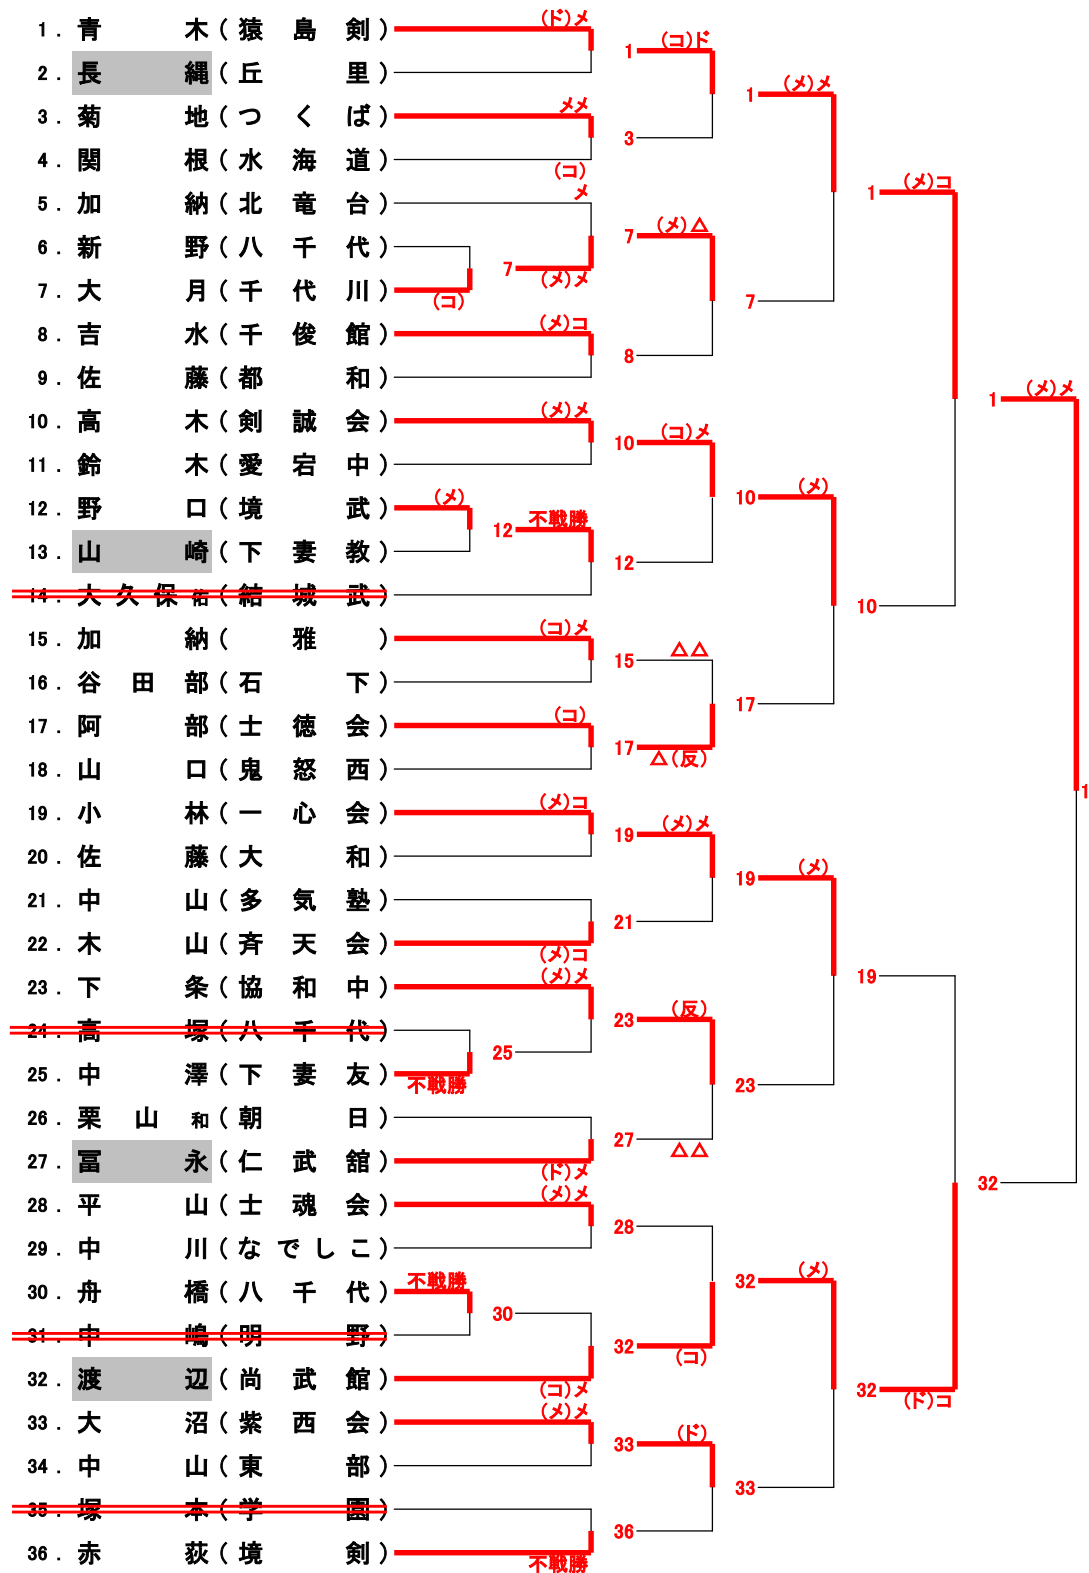 1. 青木(猿島剣) (ド)メ
1 (コ)ド
2. 長縄(丘里)
1 (メ)メ
3. 菊地(つくば) メメ
3
4. 関根(水海道)
(コ)
1 (メ)コ
5. 加納(北竜台) メ
7 (メ)△
6. 新野(八千代)
7 (メ)メ
7. 大月(千代川) (コ)
7
8. 吉水(千俊館) (メ)コ
8
9. 佐藤(都和)
1 (メ)メ
10. 高木(剣誠会) (メ)メ
10 (コ)メ
11. 鈴木(愛宕中)
10 (メ)
12. 野口(境武) (メ)
12 不戦勝
13. 山崎(下妻教)
12
14. 大久保佑(結城武)
10
15. 加納(雅) (コ)メ
15 △△
16. 谷田部(石下)
17
17. 阿部(士徳会) (コ)
17 △(反)
18. 山口(鬼怒西)
1
19. 小林(一心会) (メ)コ
19 (メ)メ
20. 佐藤(大和)
19 (メ)
21. 中山(多気塾)
21
22. 木山(斉天会) (メ)コ
19
23. 下条(協和中) (メ)メ
23 (反)
24. 高塚(八千代)
25
25. 中澤(下妻友) 不戦勝
23
26. 栗山和(朝日)
27 △△
27. 冨永(仁武舘) (ド)メ
32
28. 平山(士魂会) (メ)メ
28
29. 中川(なでしこ)
32 (メ)
30. 舟橋(八千代) 不戦勝
30
31. 中嶋(明野)
32 (コ)
32. 渡辺(尚武館) (コ)メ
32 (ド)コ
33. 大沼(紫西会) (メ)メ
33 (ド)
34. 中山(東部)
33
35. 塚本(学園)
36
36. 赤荻(境剣) 不戦勝